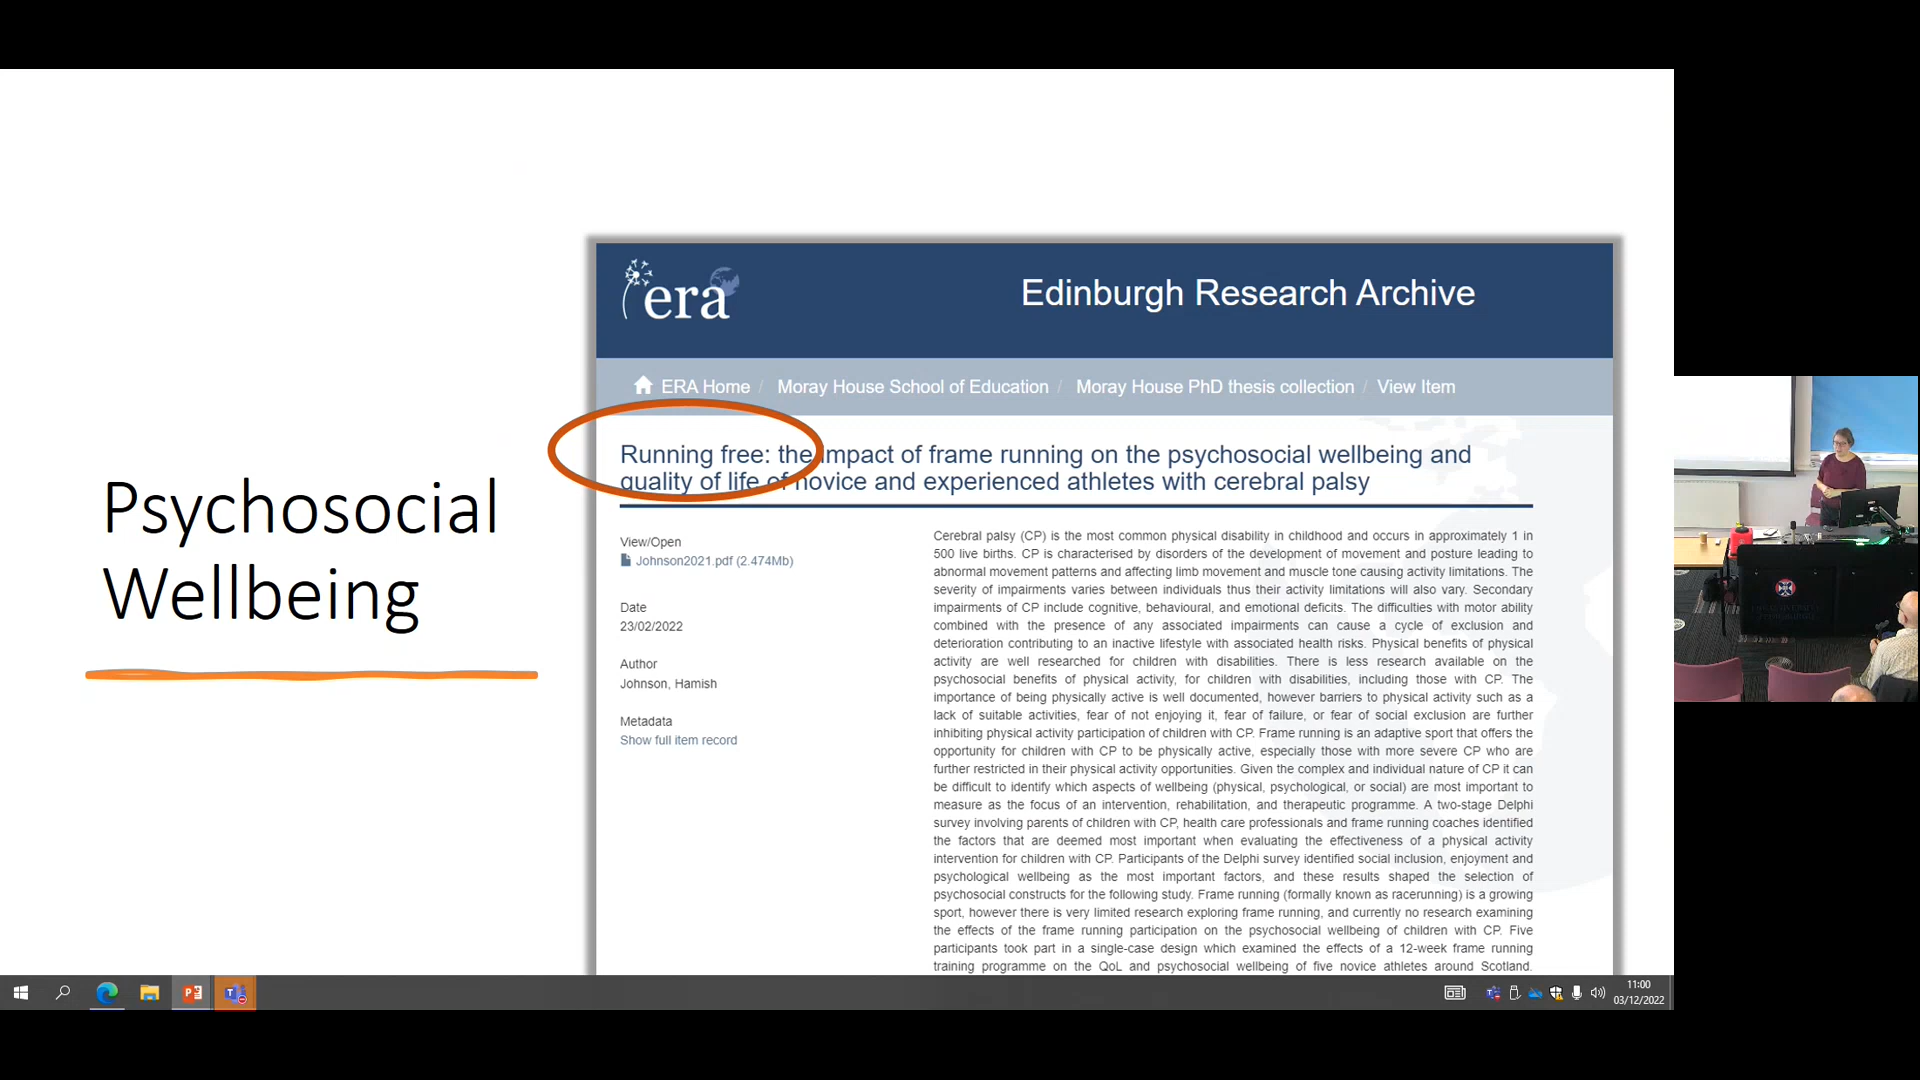 Psychosocial
Wellbeing
era
Edinburgh Research Archive
ERA Home / Moray House School of Education / Moray House PhD thesis collection / View Item
Running free: the impact of frame running on the psychosocial wellbeing and
quality of life of novice and experienced athletes with cerebral palsy
View/Open
Johnson2021.pdf (2.474Mb)
Date
23/02/2022
Author
Johnson, Hamish
Metadata
Show full item record
Cerebral palsy (CP) is the most common physical disability in childhood and occurs in approximately 1 in
500 live births. CP is characterised by disorders of the development of movement and posture leading to
abnormal movement patterns and affecting limb movement and muscle tone causing activity limitations. The
severity of impairments varies between individuals thus their activity limitations will also vary. Secondary
impairments of CP include cognitive, behavioural, and emotional deficits. The difficulties with motor ability
combined with the presence of any associated impairments can cause a cycle of exclusion and
deterioration contributing to an inactive lifestyle with associated health risks. Physical benefits of physical
activity are well researched for children with disabilities. There is less research available on the
psychosocial benefits of physical activity, for children with disabilities, including those with CP. The
importance of being physically active is well documented, however barriers to physical activity such as a
lack of suitable activities, fear of not enjoying it, fear of failure, or fear of social exclusion are further
inhibiting physical activity participation of children with CP. Frame running is an adaptive sport that offers the
opportunity for children with CP to be physically active, especially those with more severe CP who are
further restricted in their physical activity opportunities. Given the complex and individual nature of CP it can
be difficult to identify which aspects of wellbeing (physical, psychological, or social) are most important to
measure as the focus of an intervention, rehabilitation, and therapeutic programme. A two-stage Delphi
survey involving parents of children with CP, health care professionals and frame running coaches identified
the factors that are deemed most important when evaluating the effectiveness of a physical activity
intervention for children with CP. Participants of the Delphi survey identified social inclusion, enjoyment and
psychological wellbeing as the most important factors, and these results shaped the selection of
psychosocial constructs for the following study. Frame running (formally known as racerunning) is a growing
sport, however there is very limited research exploring frame running, and currently no research examining
the effects of the frame running participation on the psychosocial wellbeing of children with CP. Five
participants took part in a single-case design which examined the effects of a 12-week frame running
training programme on the QoL and psychosocial wellbeing of five novice athletes around Scotland.
11:00
03/12/2022